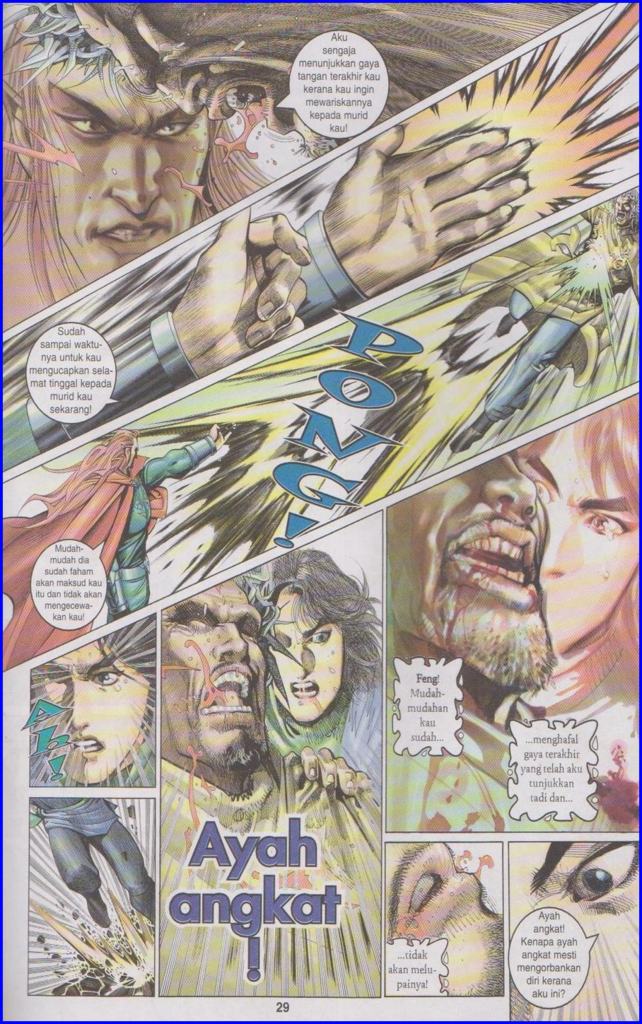 Aku
sengaja
menunjukkan gaya
tangan terakhir kau
kerana kau ingin
mewariskannya
kepada murid
kau!
Sudah
sampai waktu-
nya untuk kau
mengucapkan sela-
mat tinggal kepada
murid kau
sekarang!
PONG!
Mudah-
mudah dia
sudah faham
akan maksud kau
itu dan tidak akan
mengecewa-
kan kau!
Ah!
Ayah
angkat
!
Feng!
Mudah-
mudahan
kau
sudah...
...menghafal
gaya terakhir
yang telah aku
tunjukkan
tadi dan...
...tidak
akan melu-
painya!
Ayah
angkat!
Kenapa ayah
angkat mesti
mengorbankan
diri kerana
aku ini?
29